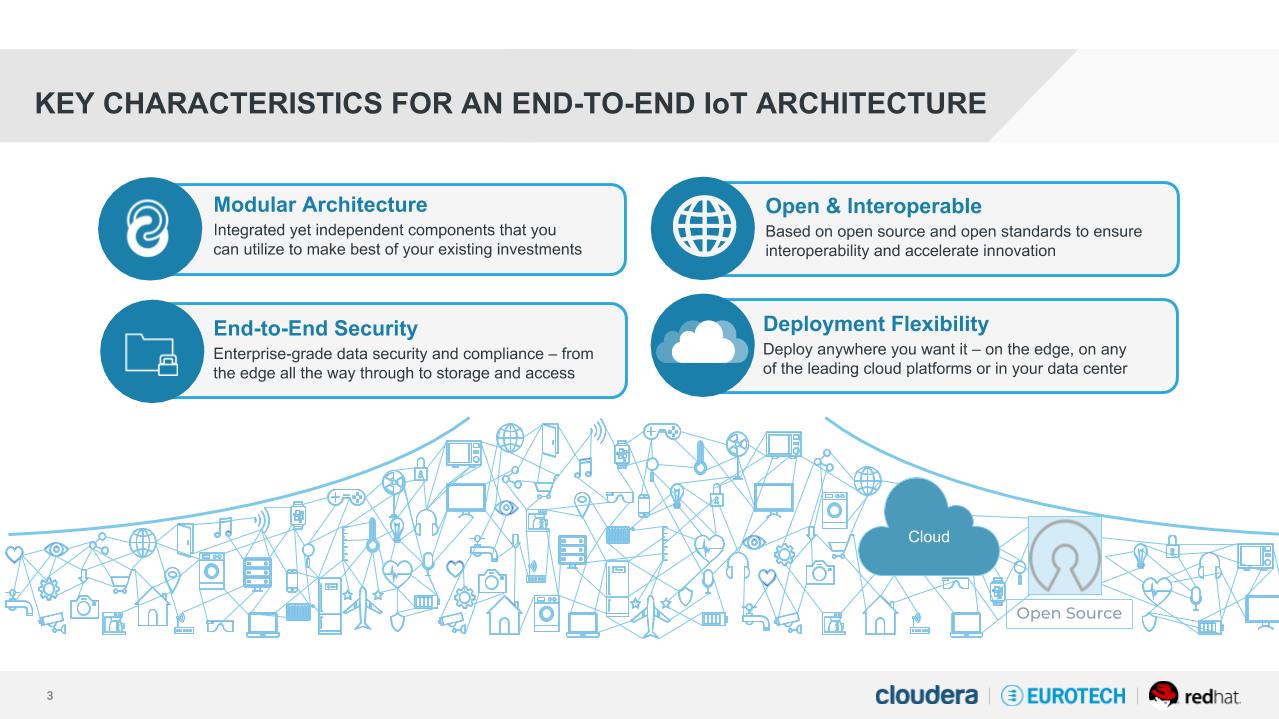 KEY CHARACTERISTICS FOR AN END-TO-END IoT ARCHITECTURE
Modular Architecture
Integrated yet independent components that you
can utilize to make best of your existing investments
Open & Interoperable
Based on open source and open standards to ensure
interoperability and accelerate innovation
End-to-End Security
Enterprise-grade data security and compliance – from
the edge all the way through to storage and access
Deployment Flexibility
Deploy anywhere you want it – on the edge, on any
of the leading cloud platforms or in your data center
Cloud
Open Source
3
cloudera
EUROTECH
redhat.